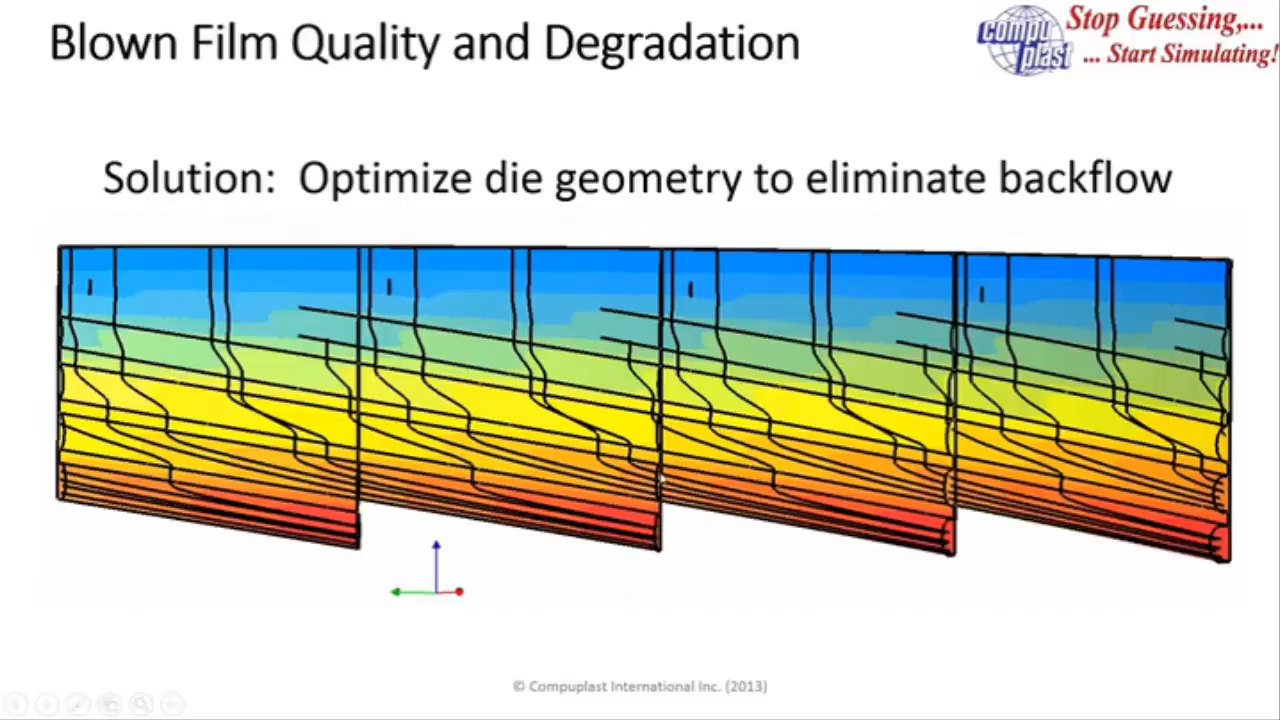 Blown Film Quality and Degradation
compu
plast
Stop Guessing,...
... Start Simulating!
Solution: Optimize die geometry to eliminate backflow
© Compuplast International Inc. (2013)